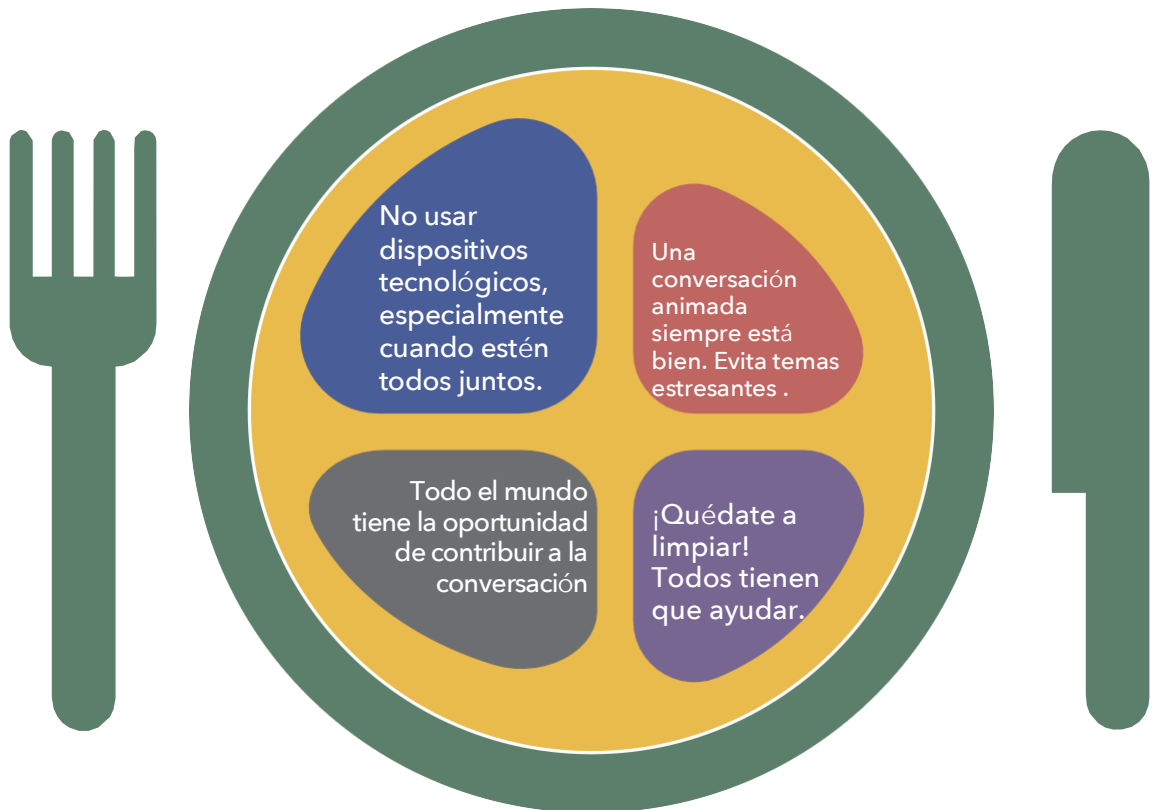 No usar
dispositivos
tecnológicos,
especialmente
cuando estén
todos juntos.
Una
conversación
animada
siempre está
bien. Evita temas
estresantes .
Todo el mundo
tiene la oportunidad
de contribuir a la
conversación
¡Quédate a
limpiar!
Todos tienen
que ayudar.